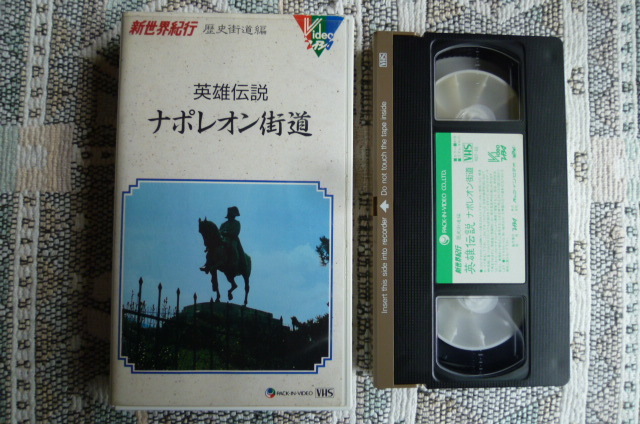 新世界紀行 歴史街道編
Video
英雄伝説
ナポレオン街道
PACK-IN-VIDEO VHS
VHS
Do not touch the tape inside
Insert this side into recorder
PACK-IN-VIDEO CO.,LTD.
新世界紀行
英雄伝説 ナポレオン街道
VHS